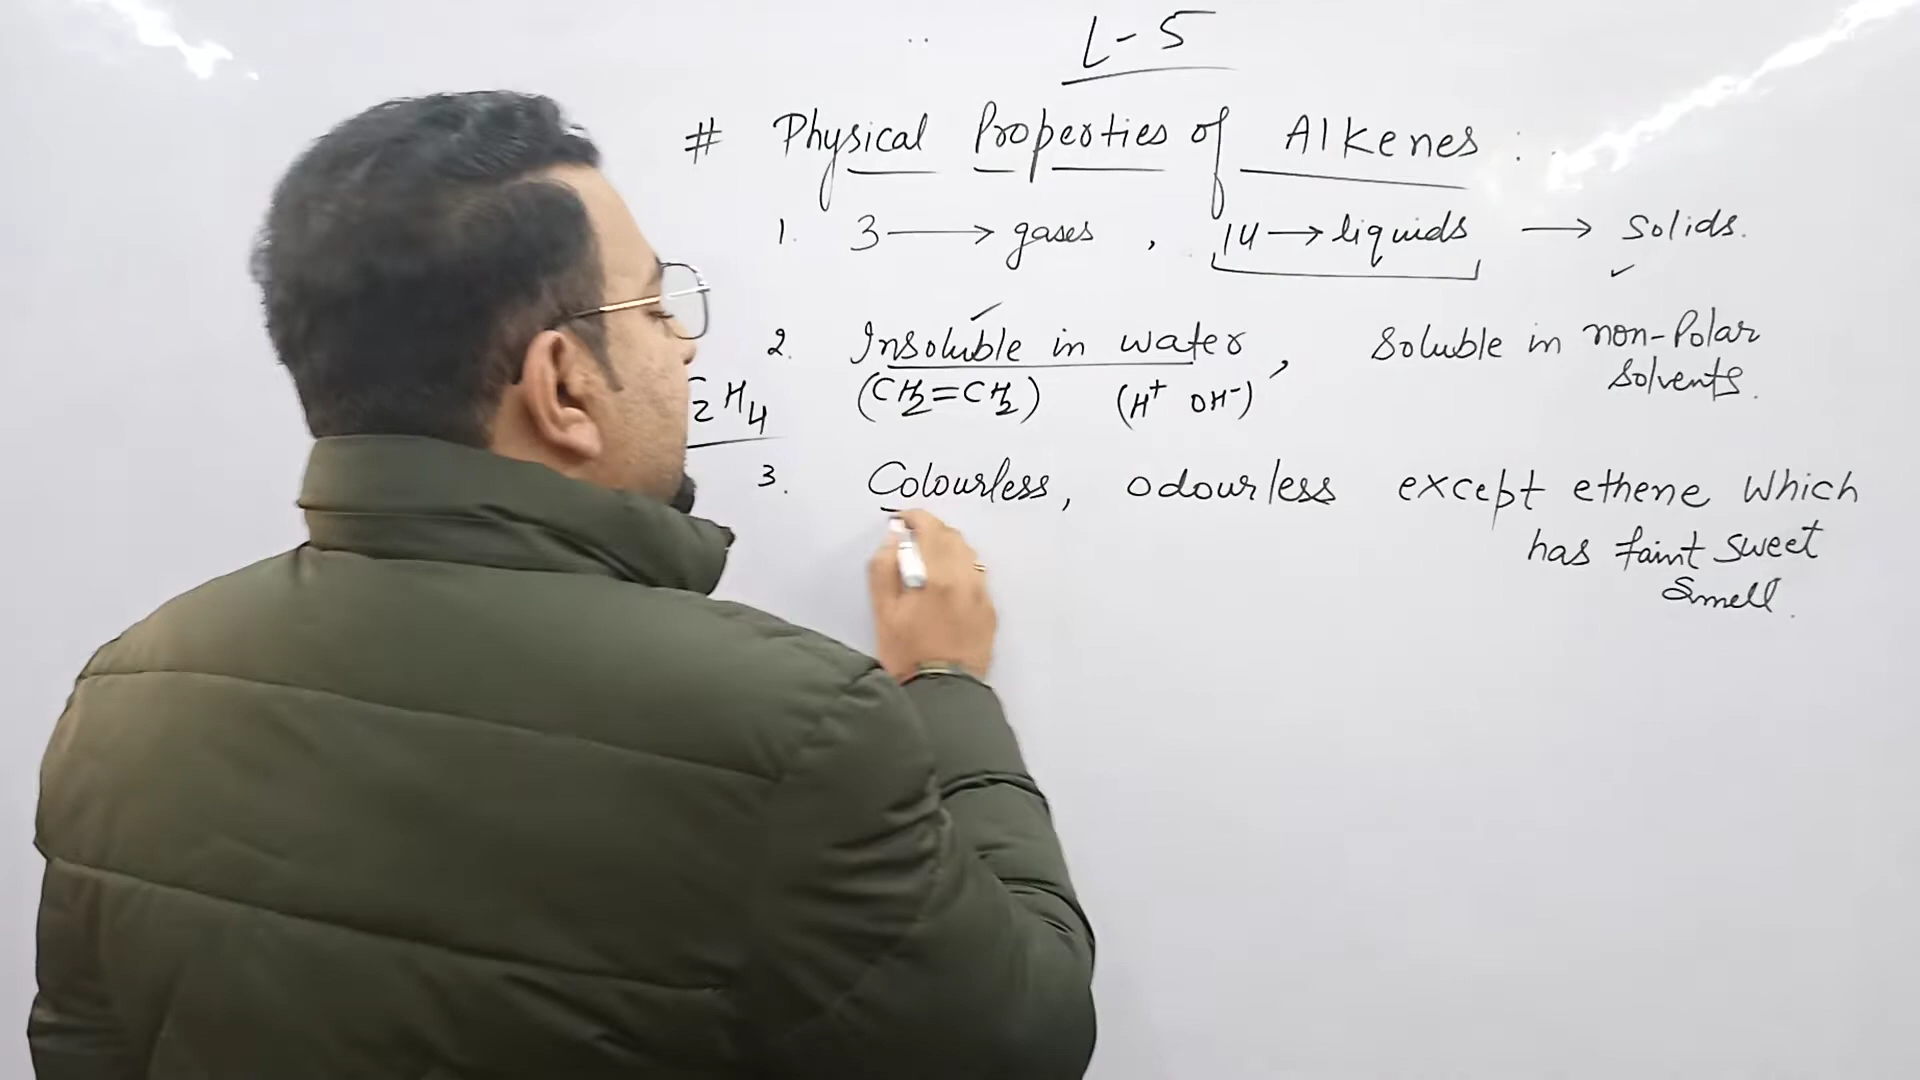 L-5
# Physical Properties of Alkenes :
1. 3 → gases , 14 → liquids → Solids.
2. Insoluble in water , Soluble in non-Polar
Solvents.
(CH2=CH2) (H+ OH-)
2H4
3. Colourless, odourless except ethene which
has faint sweet
Smell.